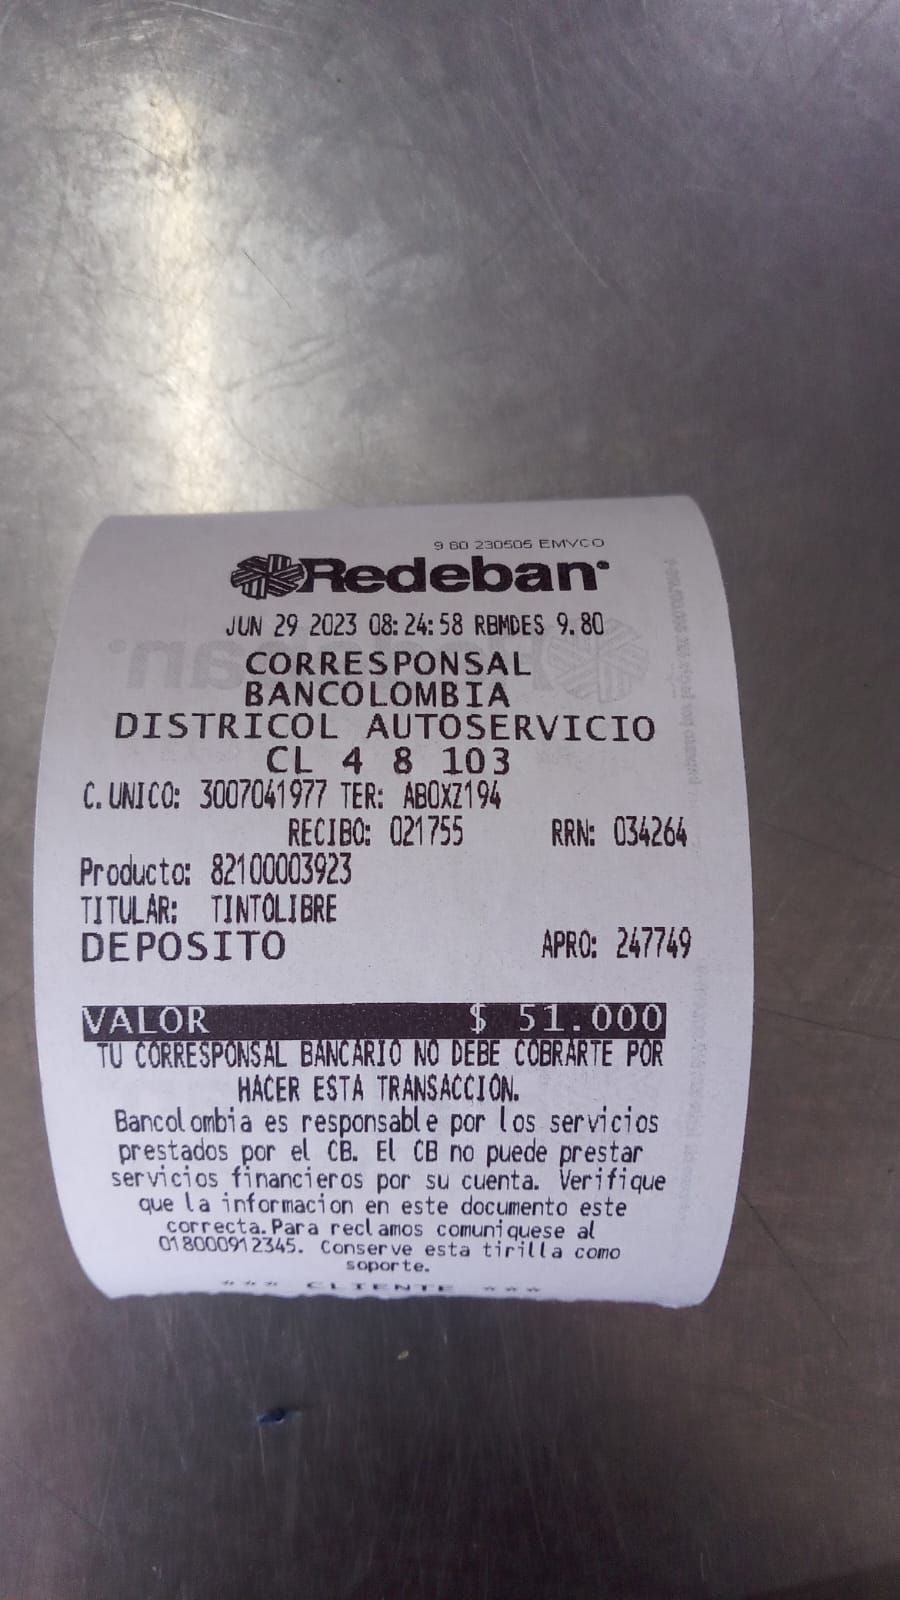 9 80 230505 EMVCO
Redeban
JUN 29 2023 08:24:58 RBMDES 9.80
CORRESPONSAL
BANCOLOMBIA
DISTRICOL AUTOSERVICIO
CL 4 8 103
C. UNICO: 3007041977 TER: ABOXZ194
RECIBO: 021755 RRN: 034264
Producto: 82100003923
TITULAR: TINTOLIBRE
DEPOSITO APRO: 247749
VALOR $ 51.000
TU CORRESPONSAL BANCARIO NO DEBE COBRARTE POR
HACER ESTA TRANSACCION.
Bancolombia es responsable por los servicios
prestados por el CB. El CB no puede prestar
servicios financieros por su cuenta. Verifique
que la informacion en este documento este
correcta.Para reclamos comuniquese al
018000912345. Conserve esta tirilla como
soporte.
*** CLIENTE ***